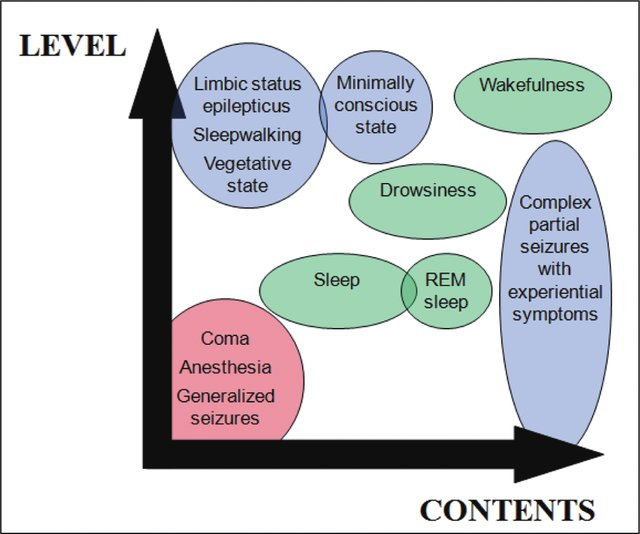 LEVEL
Limbic status
epilepticus
Sleepwalking
Vegetative
state
Minimally
conscious
state
Wakefulness
Drowsiness
Complex
partial
seizures
with
experiential
symptoms
Sleep
REM
sleep
Coma
Anesthesia
Generalized
seizures
CONTENTS